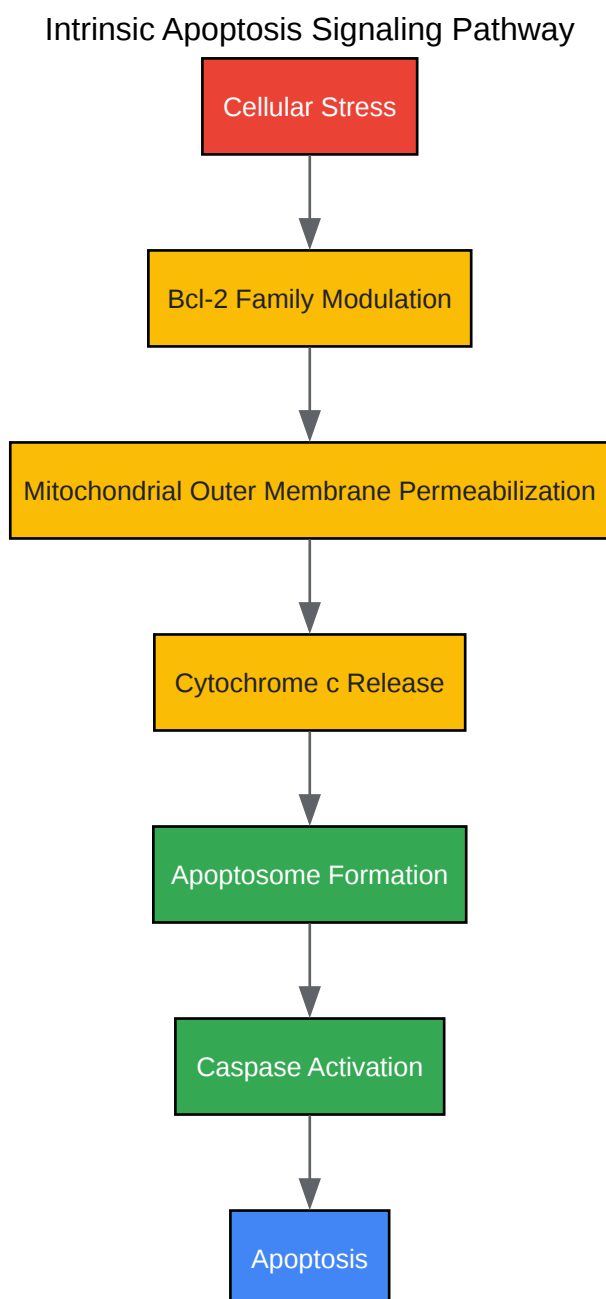 Intrinsic Apoptosis Signaling Pathway
Cellular Stress
Bcl-2 Family Modulation
Mitochondrial Outer Membrane Permeabilization
Cytochrome c Release
Apoptosome Formation
Caspase Activation
Apoptosis